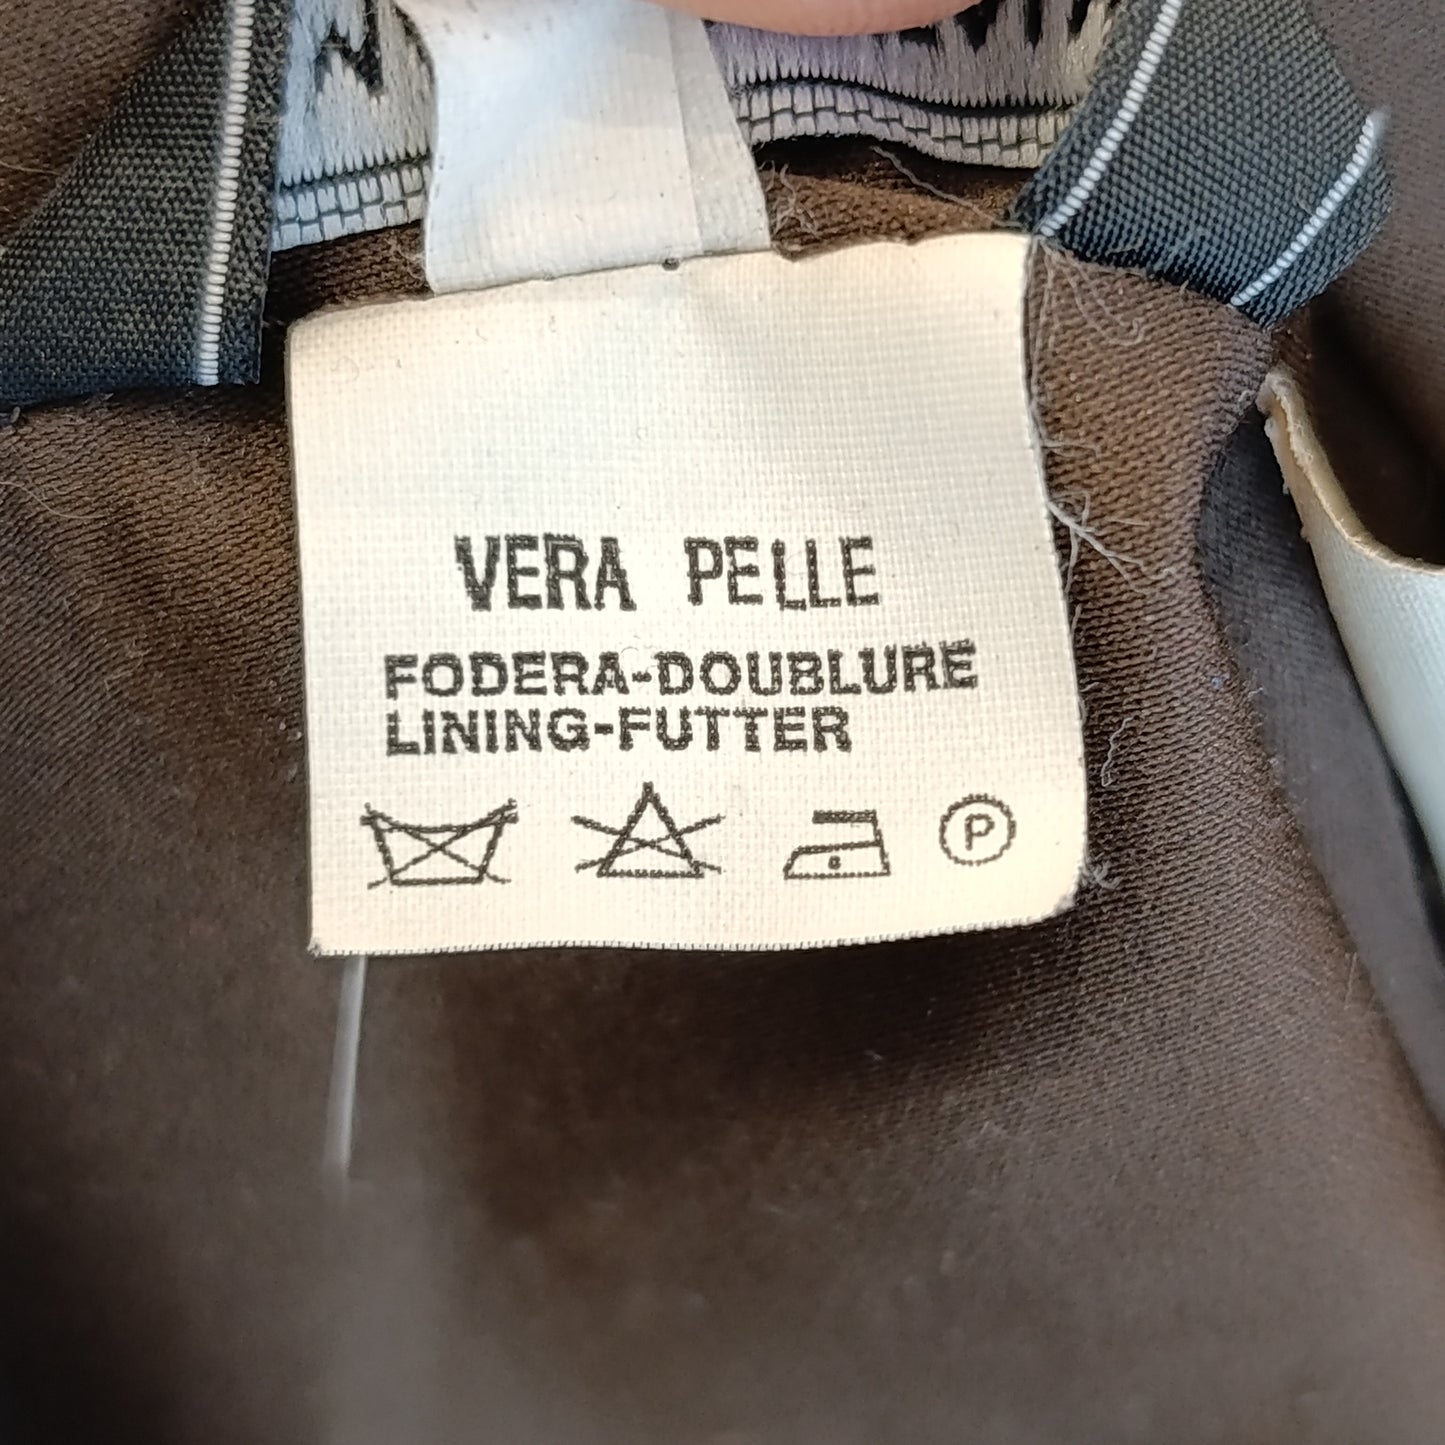 VERA PELLE
FODERA-DOUBLURE
LINING-FUTTER
P